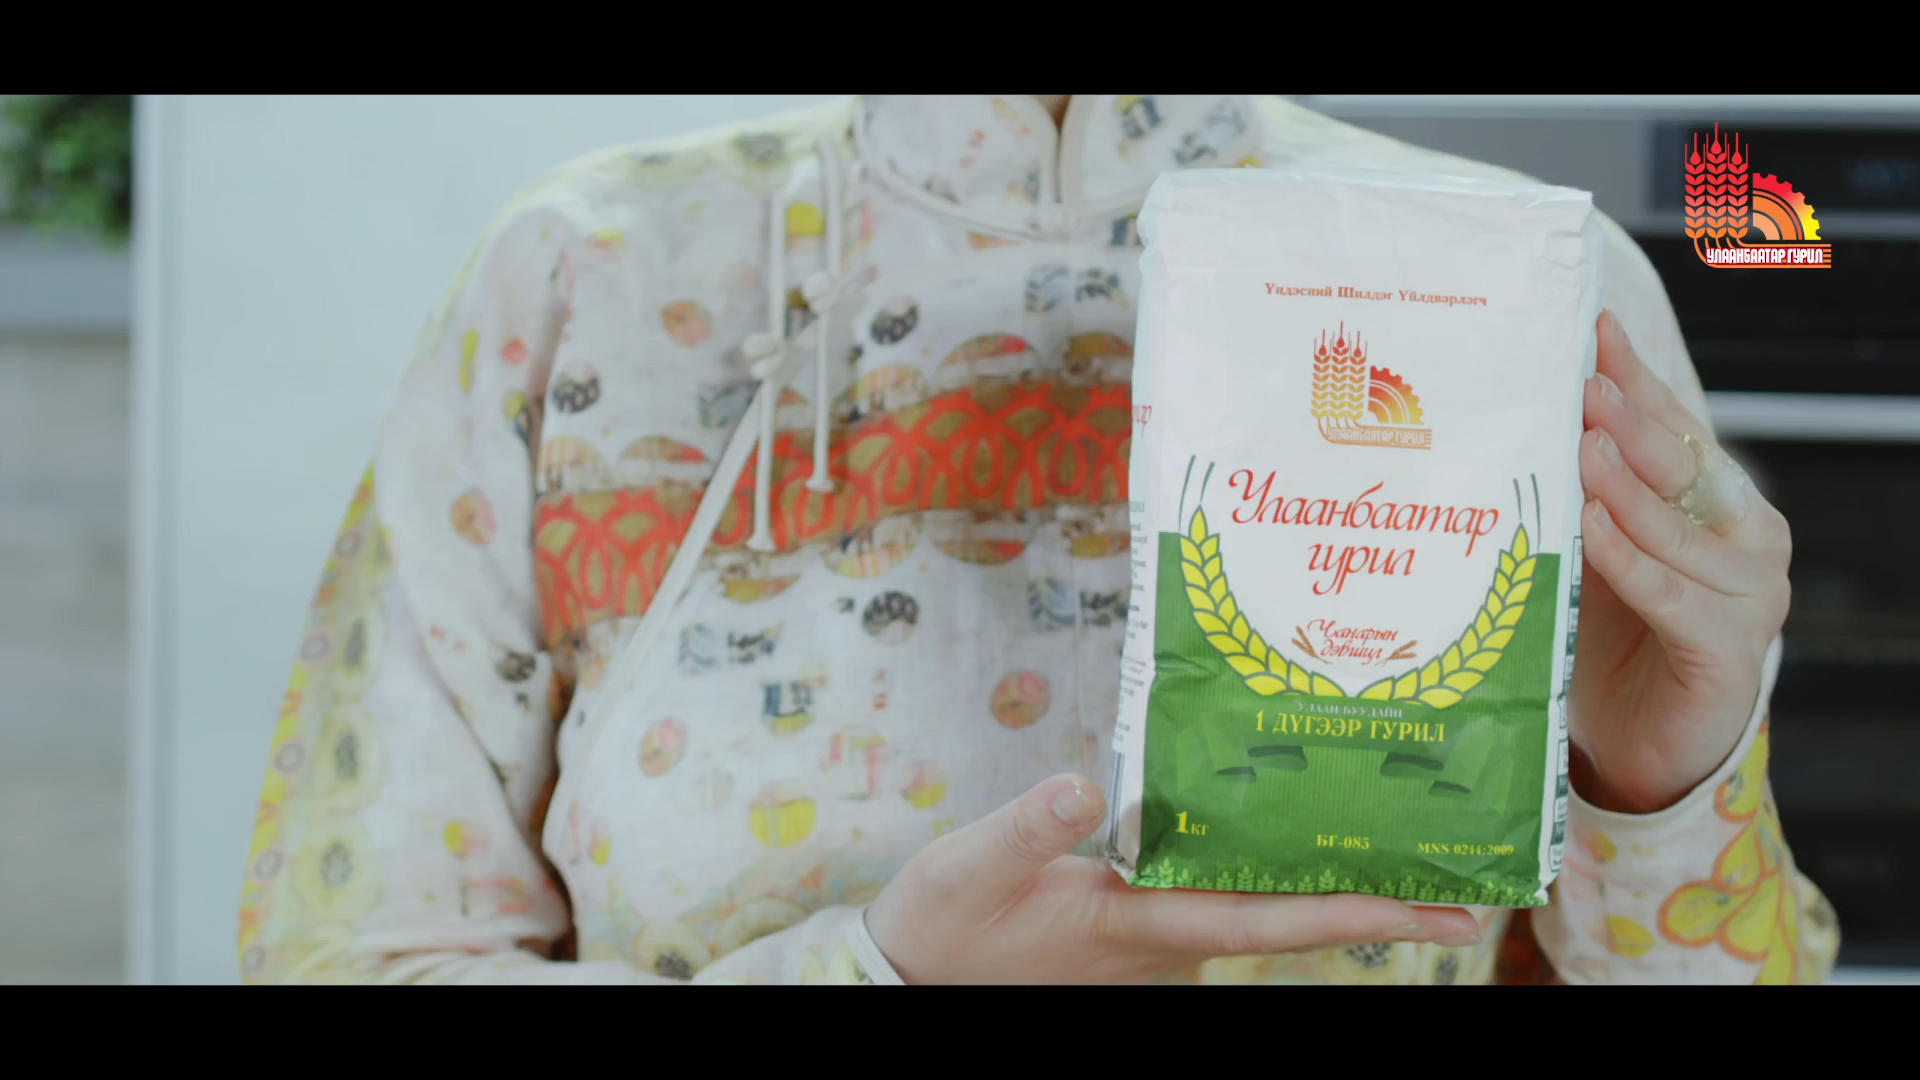 УЛААНБААТАР ГУРИЛ
Үндэсний Шилдэг Үйлдвэрлэгч
УЛААНБААТАР ГУРИЛ
Улаанбаатар
гурил
Чанарын
дэвшил
УЛААН БУУДАЙН
1 ДҮГЭЭР ГУРИЛ
1КГ
БГ-085
MNS 0244:2009